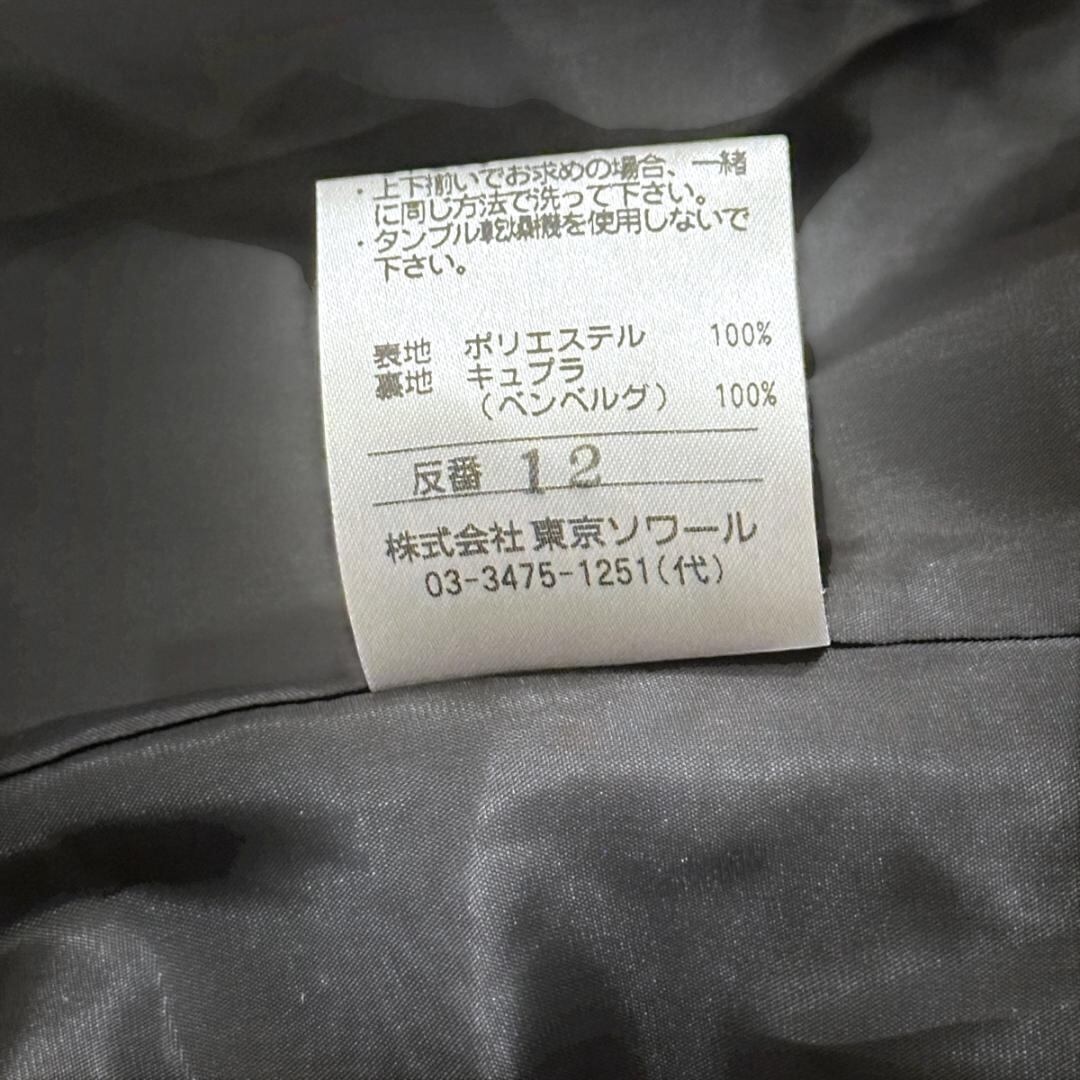 ・上下揃いでお求めの場合、一緒
に同じ方法で洗って下さい。
・タンブル乾燥機を使用しないで
下さい。
表地 ポリエステル 100%
裏地 キュプラ
（ベンベルグ） 100%
反番 12
株式会社 東京ソワール
03-3475-1251(代)